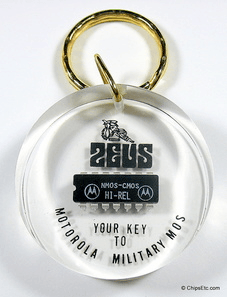 ZEUS
NMOS-CMOS
HI-REL
YOUR KEY
TO
MOTOROLA MILITARY MOS
© ChipsEtc.com